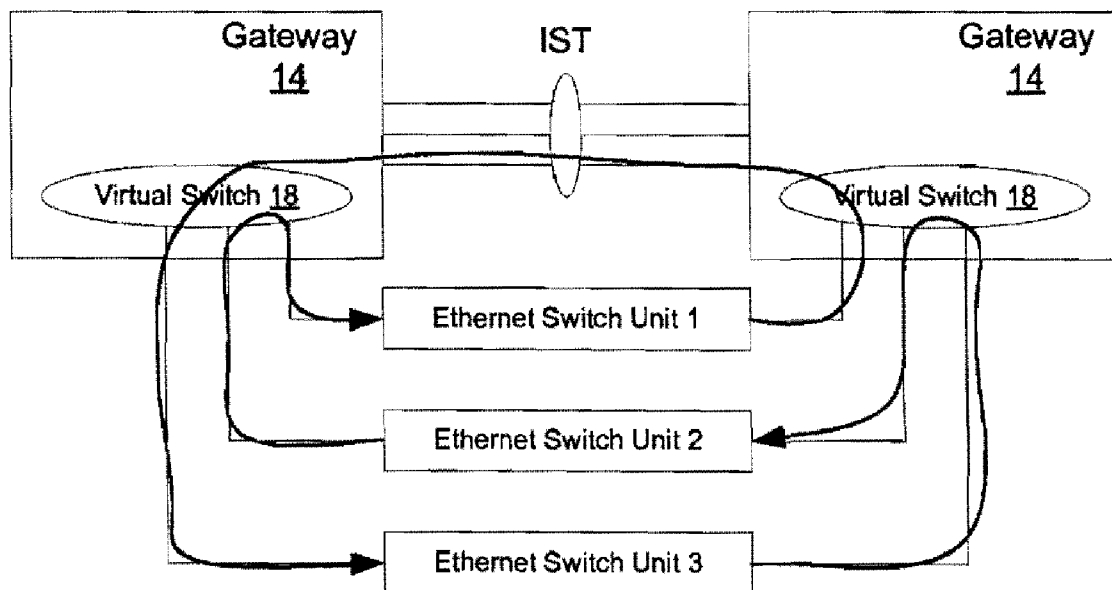 Gateway
14
IST
Gateway
14
Virtual Switch 18
Virtual Switch 18
Ethernet Switch Unit 1
Ethernet Switch Unit 2
Ethernet Switch Unit 3